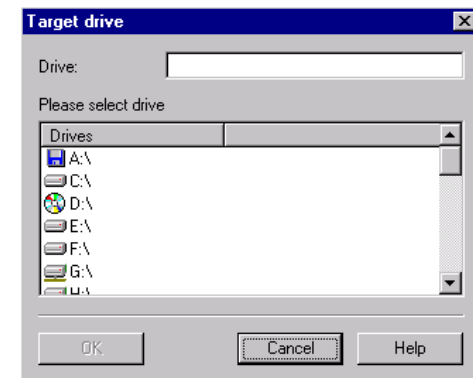 Target drive
Drive:
Please select drive
Drives
A:\
C:\
D:\
E:\
F:\
G:\
H:\
OK
Cancel
Help